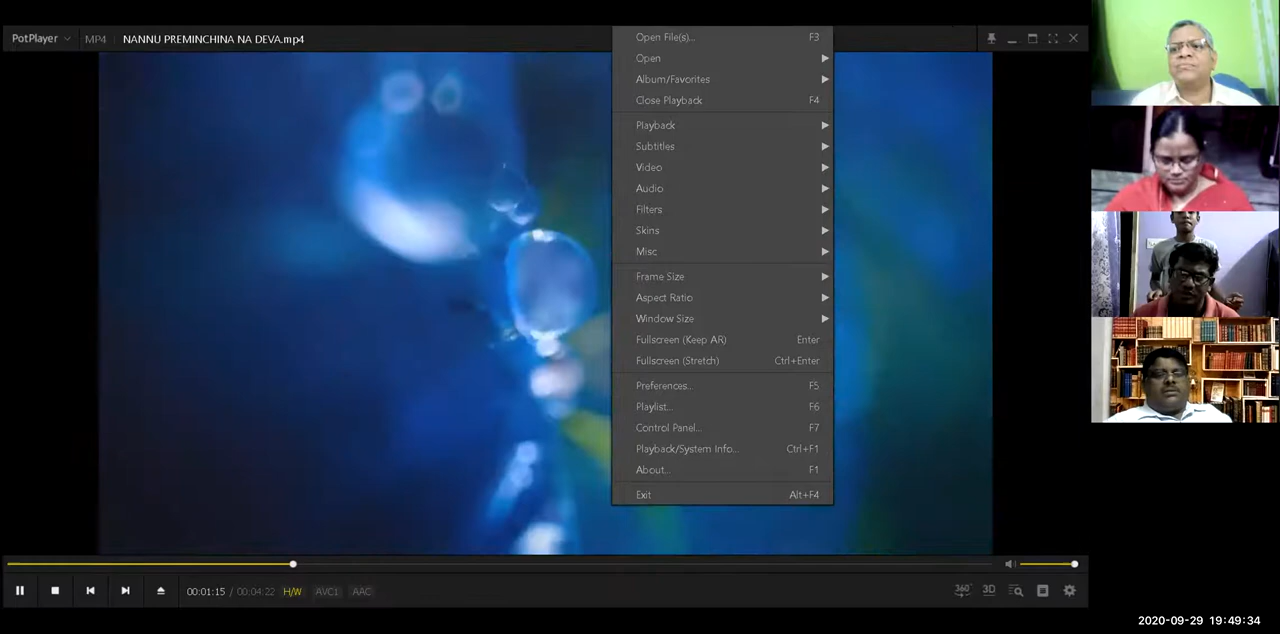 PotPlayer MP4 NANNU PREMINCHINA NA DEVA.mp4
Open File(s)... F3
Open
Album/Favorites
Close Playback F4
Playback
Subtitles
Video
Audio
Filters
Skins
Misc
Frame Size
Aspect Ratio
Window Size
Fullscreen (Keep AR) Enter
Fullscreen (Stretch) Ctrl+Enter
Preferences... F5
Playlist... F6
Control Panel... F7
Playback/System Info... Ctrl+F1
About... F1
Exit Alt+F4
00:01:15 / 00:04:22 H/W AVC1 AAC 360° 3D
2020-09-29 19:49:34